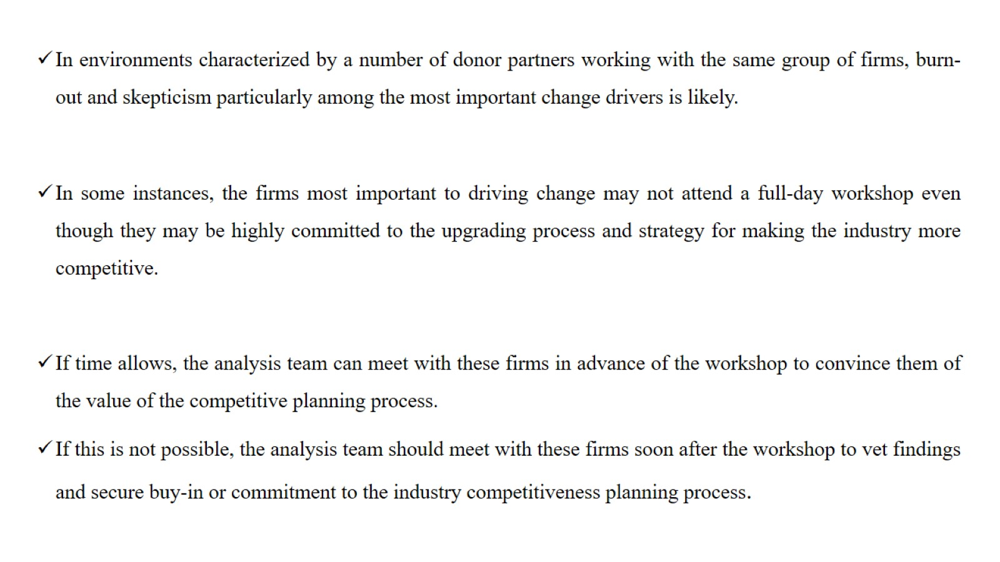 ✓In environments characterized by a number of donor partners working with the same group of firms, burn-
out and skepticism particularly among the most important change drivers is likely.
✓In some instances, the firms most important to driving change may not attend a full-day workshop even
though they may be highly committed to the upgrading process and strategy for making the industry more
competitive.
✓If time allows, the analysis team can meet with these firms in advance of the workshop to convince them of
the value of the competitive planning process.
✓If this is not possible, the analysis team should meet with these firms soon after the workshop to vet findings
and secure buy-in or commitment to the industry competitiveness planning process.